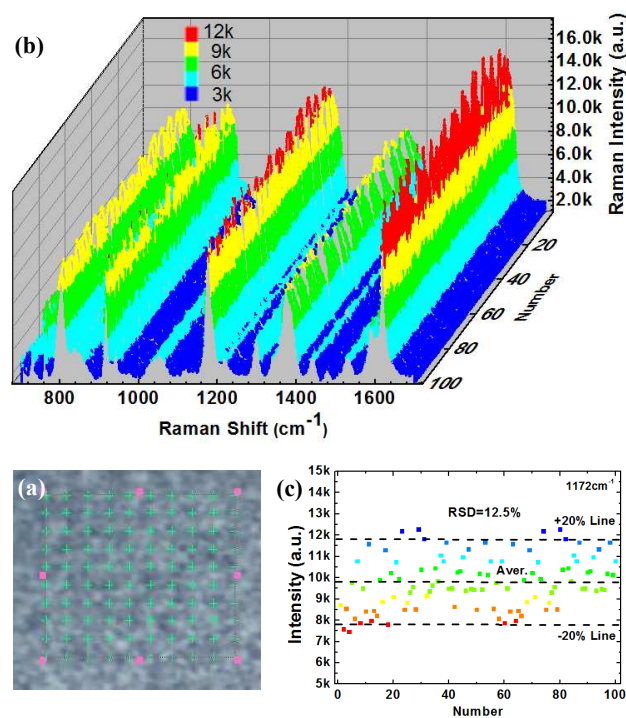 (b)
12k
9k
6k
3k
16.0k
14.0k
12.0k
10.0k
8.0k
6.0k
4.0k
2.0k
Raman Intensity (a.u.)
20
40
60
80
100
Number
800 1000 1200 1400 1600
Raman Shift (cm⁻¹)
(a)
(c)
15k
14k
13k
12k
11k
10k
9k
8k
7k
6k
5k
Intensity (a.u.)
1172cm⁻¹
RSD=12.5%
+20% Line
Aver.
-20% Line
0 20 40 60 80 100
Number